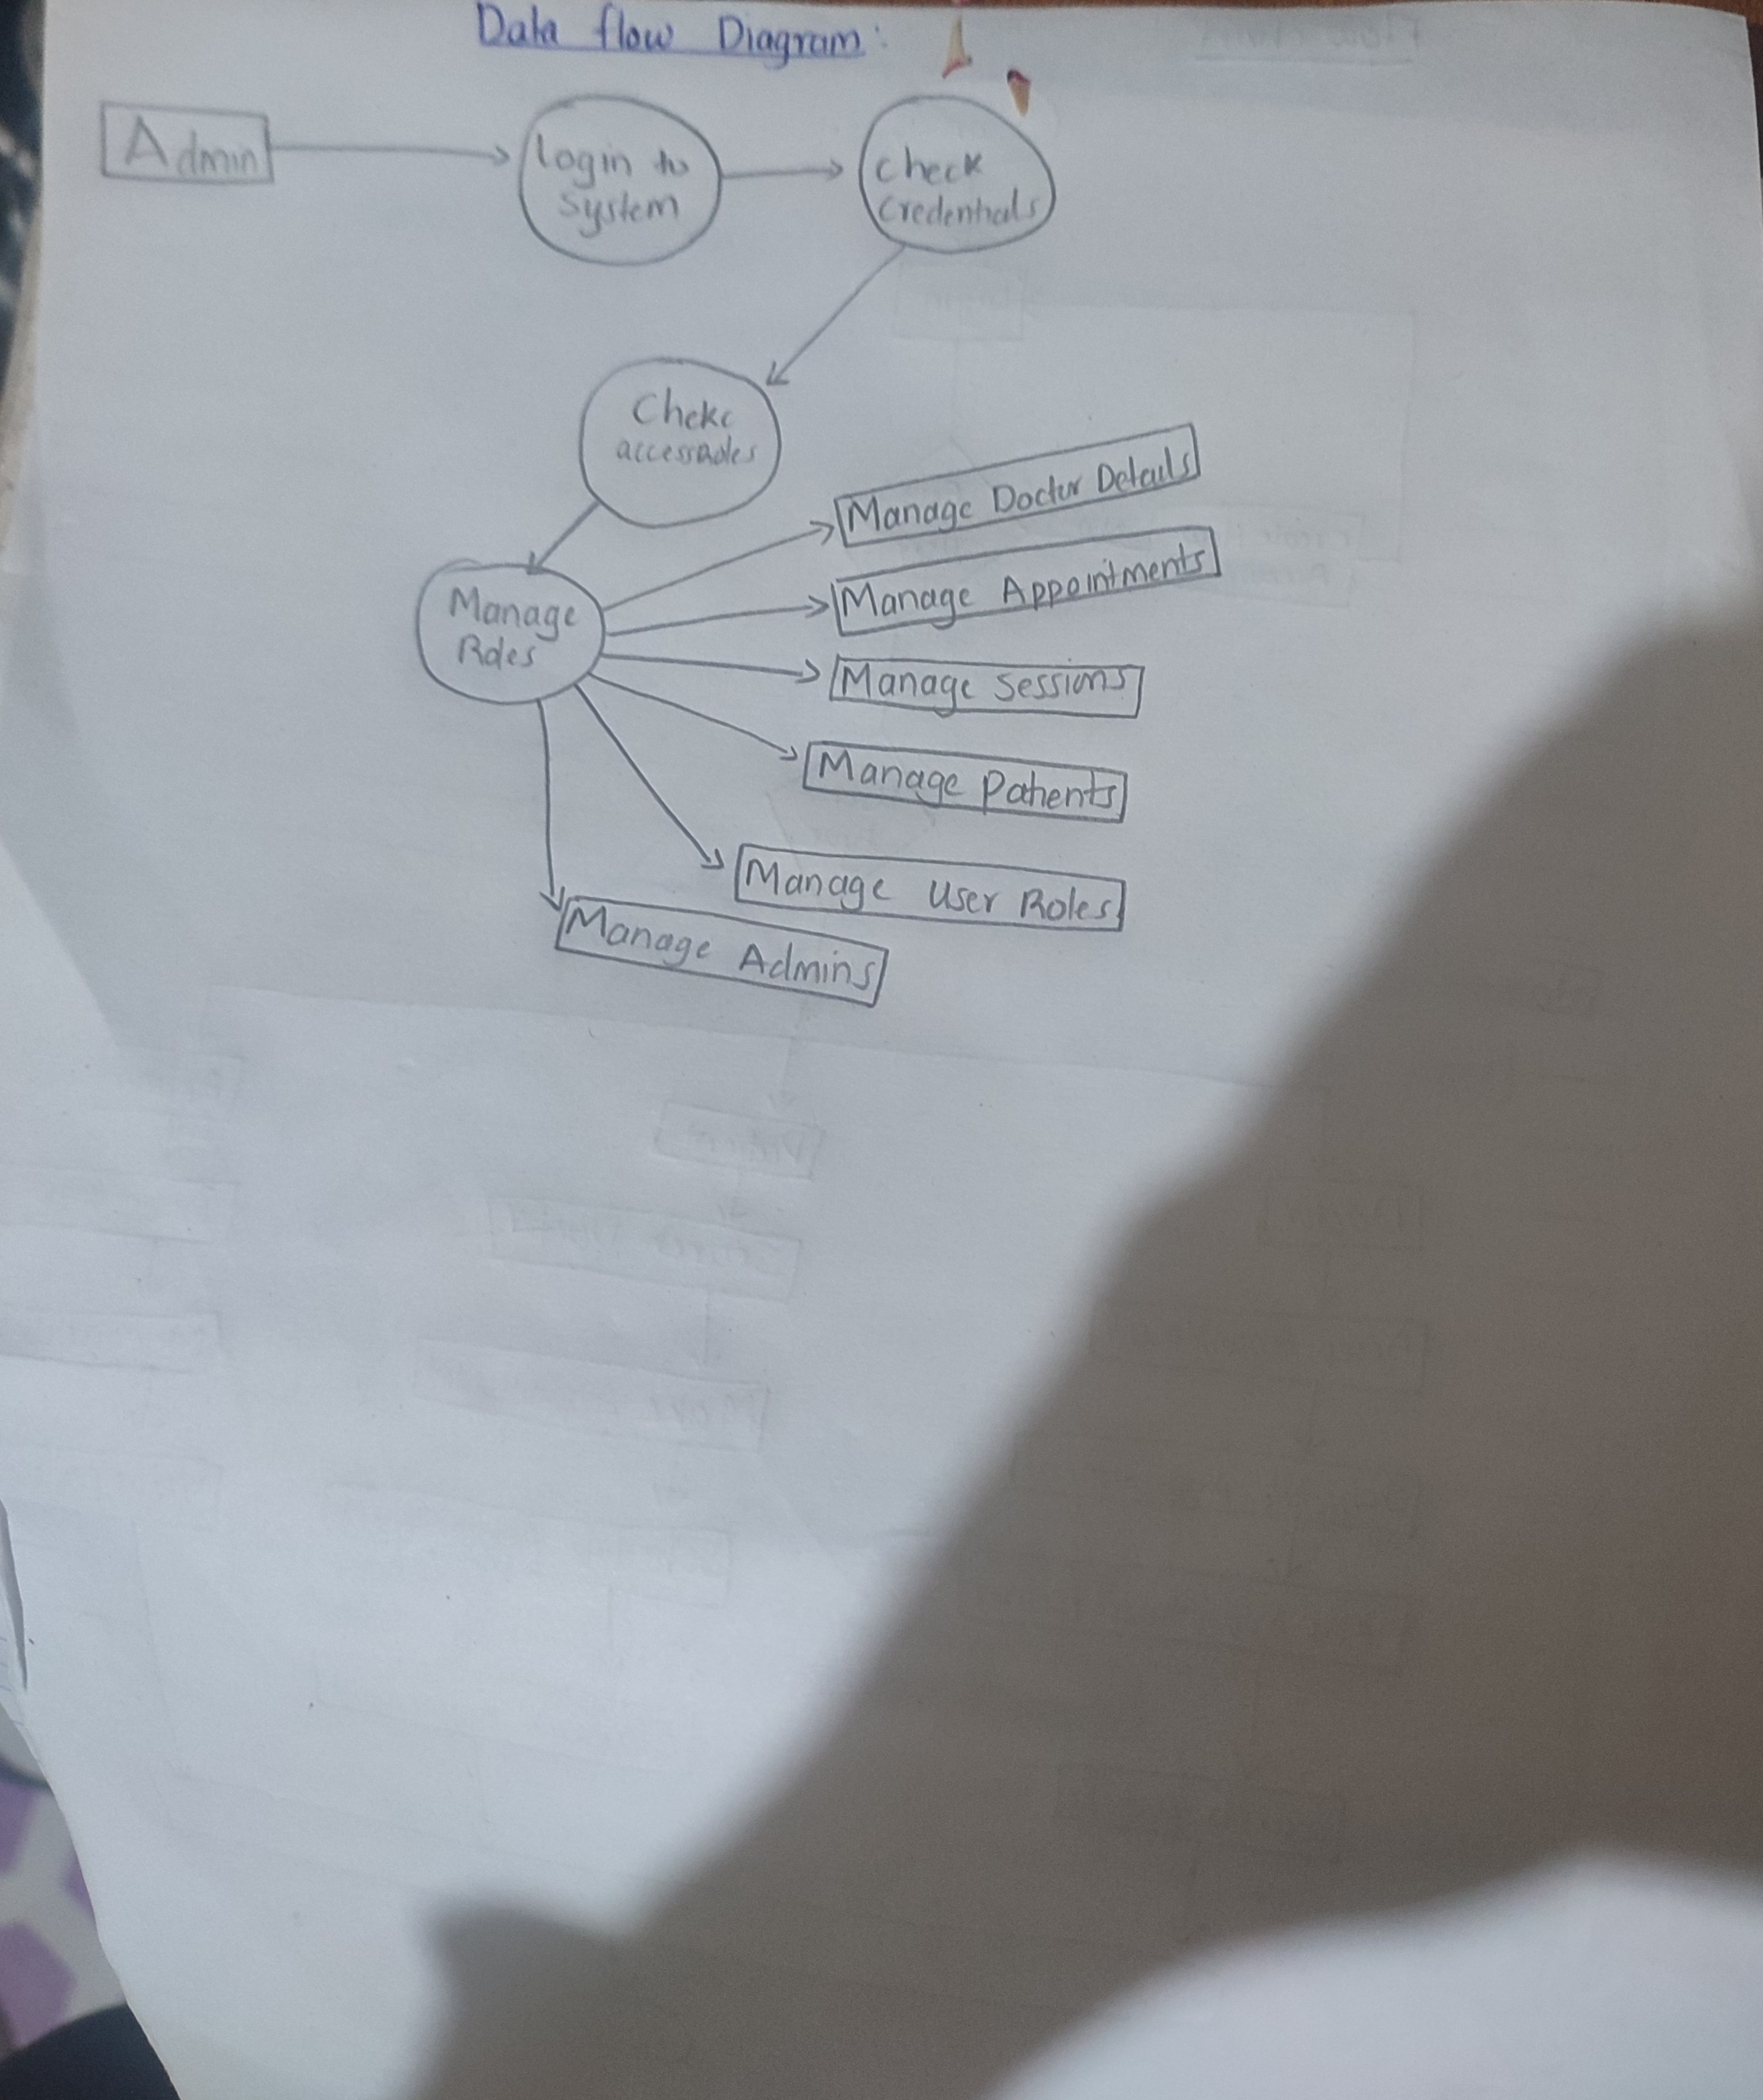 Data flow Diagram:
Admin
Login to
System
check
credentials
Chekc
accessroles
Manage
Roles
Manage Doctor Details
Manage Appointments
Manage Sessions
Manage Patients
Manage User Roles
Manage Admins